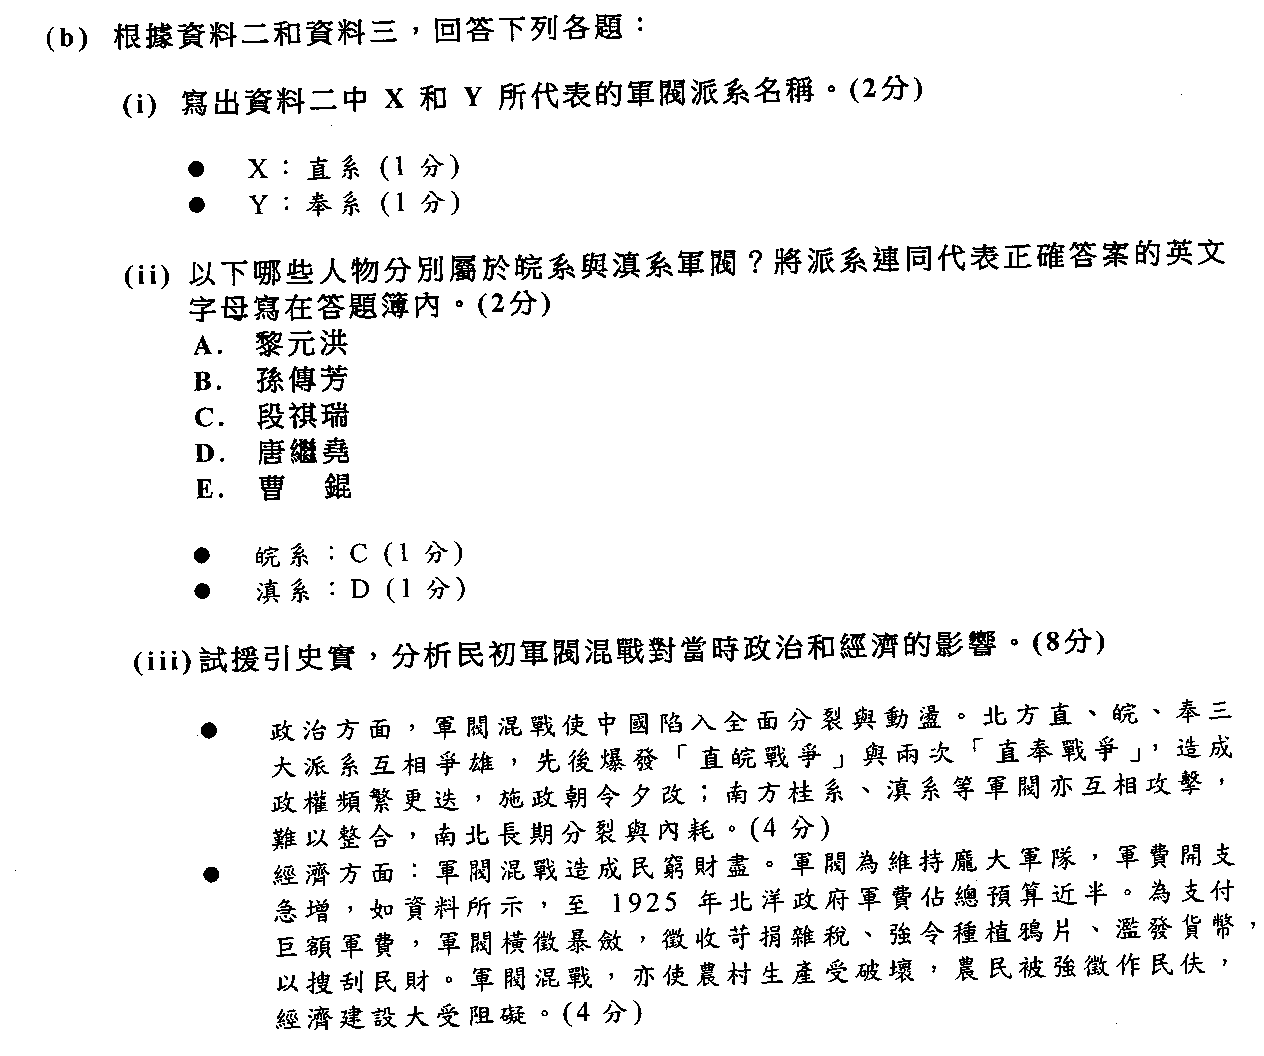 (b) 根據資料二和資料三，回答下列各題：
(i) 寫出資料二中 X 和 Y 所代表的軍閥派系名稱。(2分)
● X：直系 (1 分)
● Y：奉系 (1 分)
(ii) 以下哪些人物分別屬於皖系與滇系軍閥？將派系連同代表正確答案的英文
字母寫在答題簿內。(2分)
A. 黎元洪
B. 孫傳芳
C. 段祺瑞
D. 唐繼堯
E. 曹 錕
● 皖系：C (1 分)
● 滇系：D (1 分)
(iii) 試援引史實，分析民初軍閥混戰對當時政治和經濟的影響。(8分)
● 政治方面，軍閥混戰使中國陷入全面分裂與動盪。北方直、皖、奉三
大派系互相爭雄，先後爆發「直皖戰爭」與兩次「直奉戰爭」，造成
政權頻繁更迭，施政朝令夕改；南方桂系、滇系等軍閥亦互相攻擊，
難以整合，南北長期分裂與內耗。(4 分)
● 經濟方面：軍閥混戰造成民窮財盡。軍閥為維持龐大軍隊，軍費開支
急增，如資料所示，至 1925 年北洋政府軍費佔總預算近半。為支付
巨額軍費，軍閥橫徵暴斂，徵收苛捐雜稅、強令種植鴉片、濫發貨幣，
以搜刮民財。軍閥混戰，亦使農村生產受破壞，農民被強徵作民伕，
經濟建設大受阻礙。(4 分)